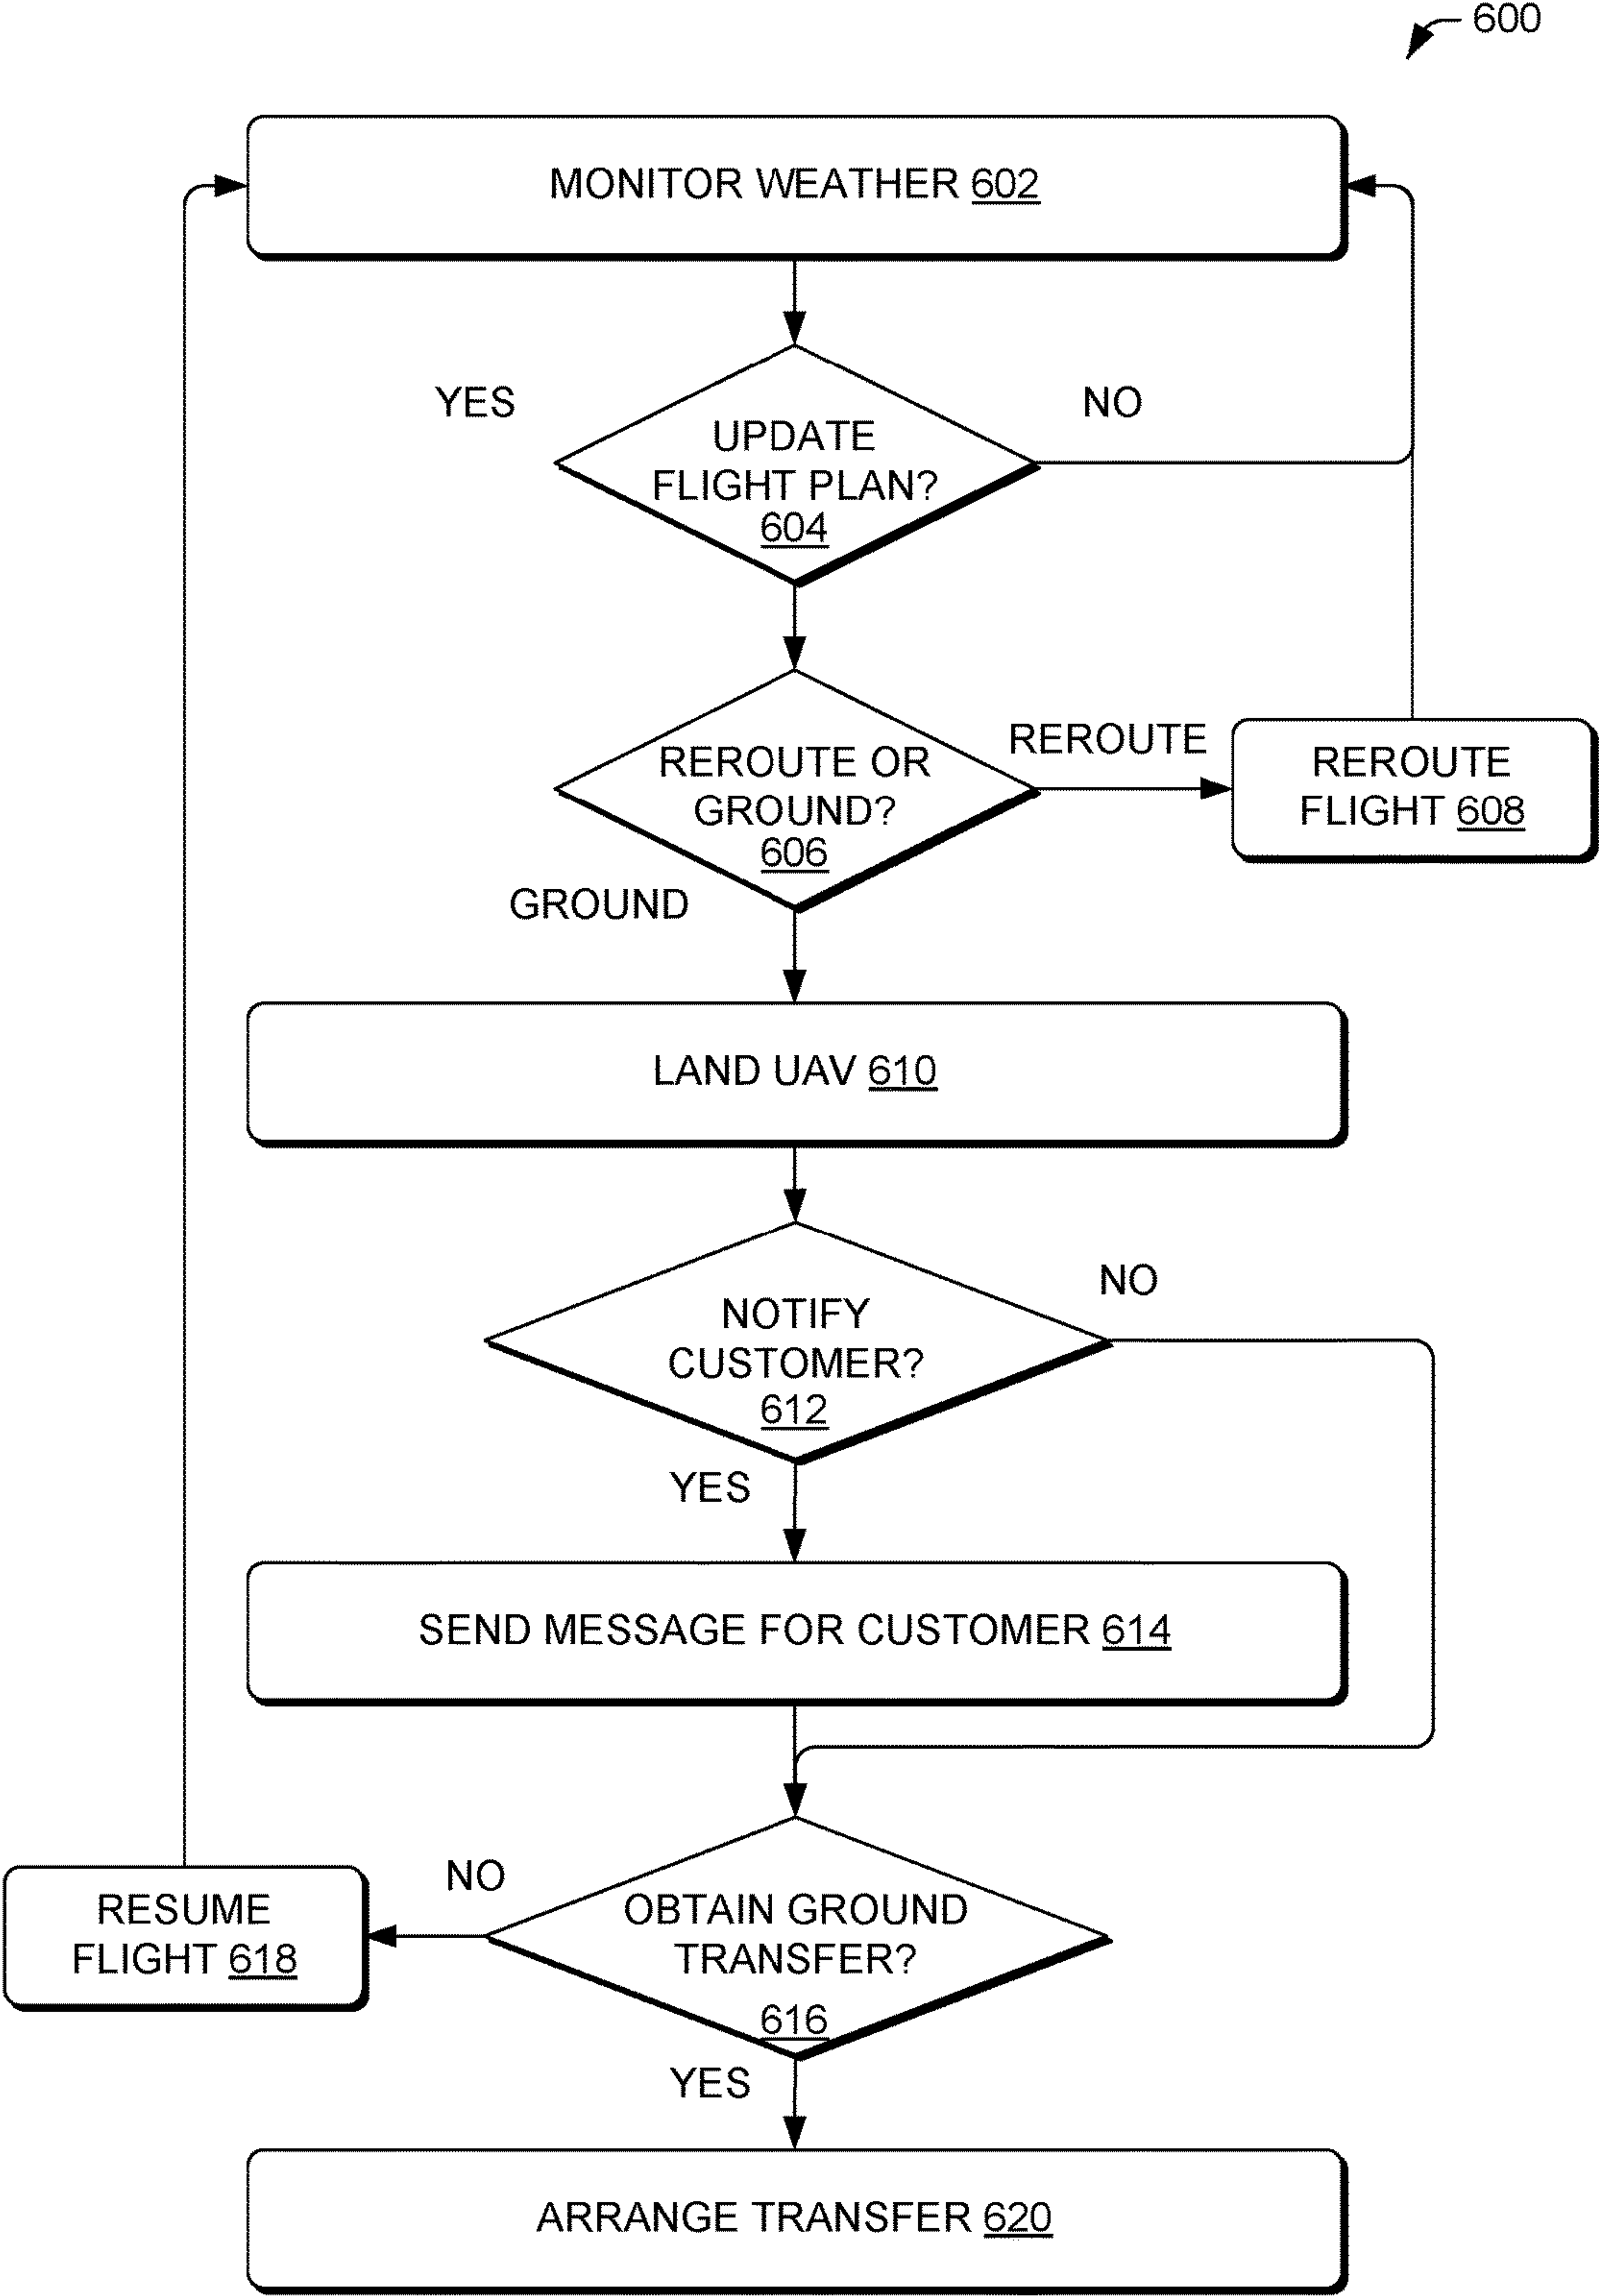 600
MONITOR WEATHER 602
YES
NO
UPDATE
FLIGHT PLAN?
604
REROUTE OR
GROUND?
606
REROUTE
REROUTE
FLIGHT 608
GROUND
LAND UAV 610
NO
NOTIFY
CUSTOMER?
612
YES
SEND MESSAGE FOR CUSTOMER 614
NO
RESUME
FLIGHT 618
OBTAIN GROUND
TRANSFER?
616
YES
ARRANGE TRANSFER 620